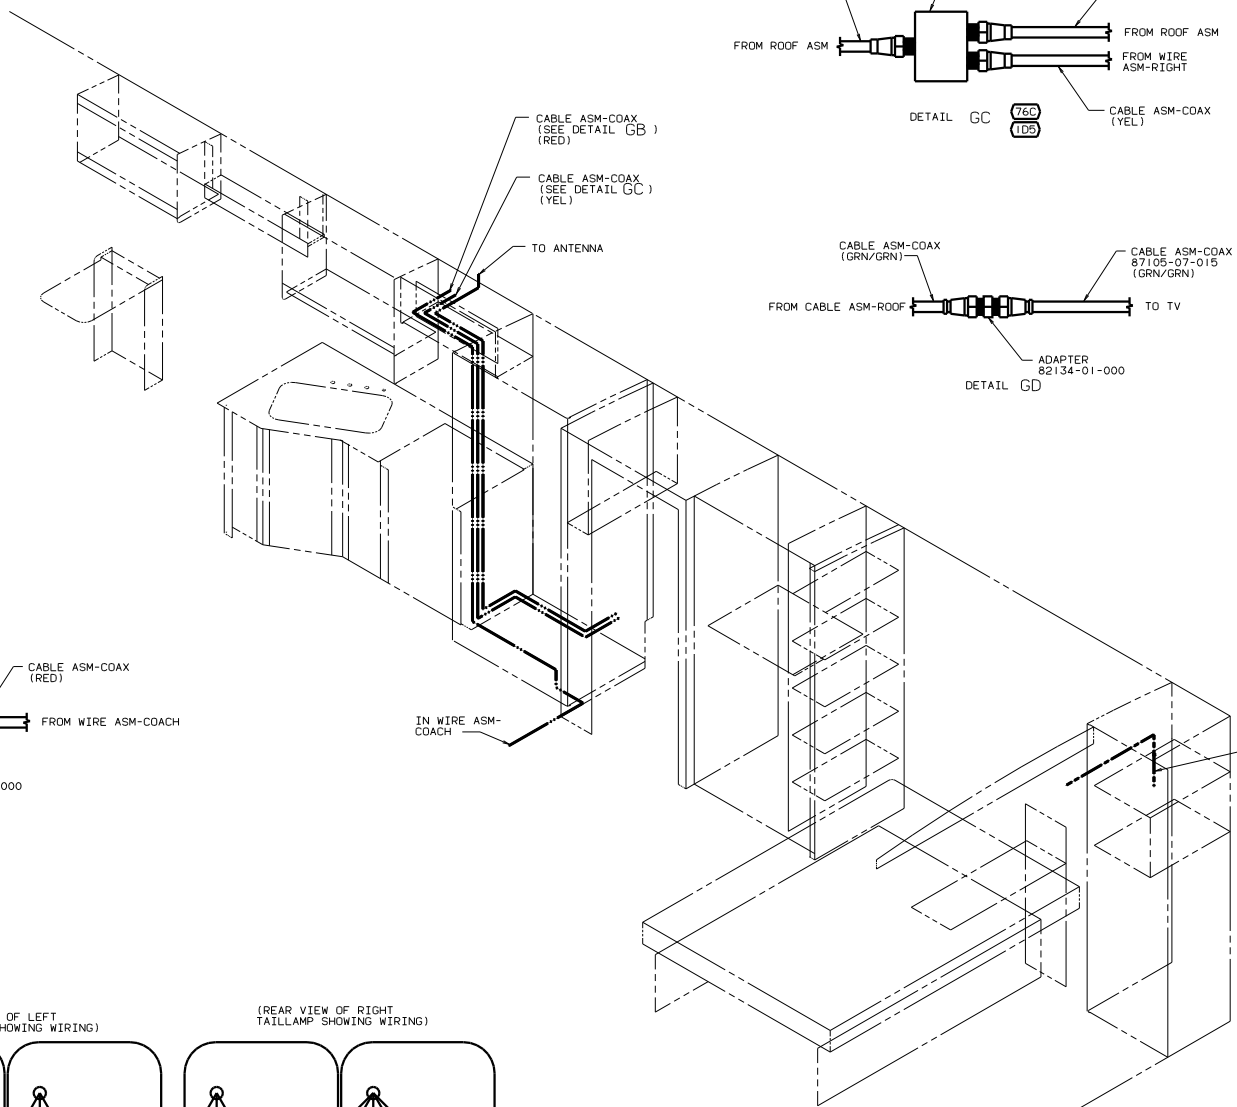 FROM ROOF ASM
FROM ROOF ASM
FROM WIRE
ASM-RIGHT
DETAIL GC
76C
1D5
CABLE ASM-COAX
(YEL)
CABLE ASM-COAX
(SEE DETAIL GB )
(RED)
CABLE ASM-COAX
(SEE DETAIL GC )
(YEL)
TO ANTENNA
CABLE ASM-COAX
(GRN/GRN)
CABLE ASM-COAX
87105-07-015
(GRN/GRN)
FROM CABLE ASM-ROOF
TO TV
ADAPTER
82134-01-000
DETAIL GD
CABLE ASM-COAX
(RED)
FROM WIRE ASM-COACH
000
IN WIRE ASM-
COACH
OF LEFT
HOWING WIRING)
(REAR VIEW OF RIGHT
TAILLAMP SHOWING WIRING)